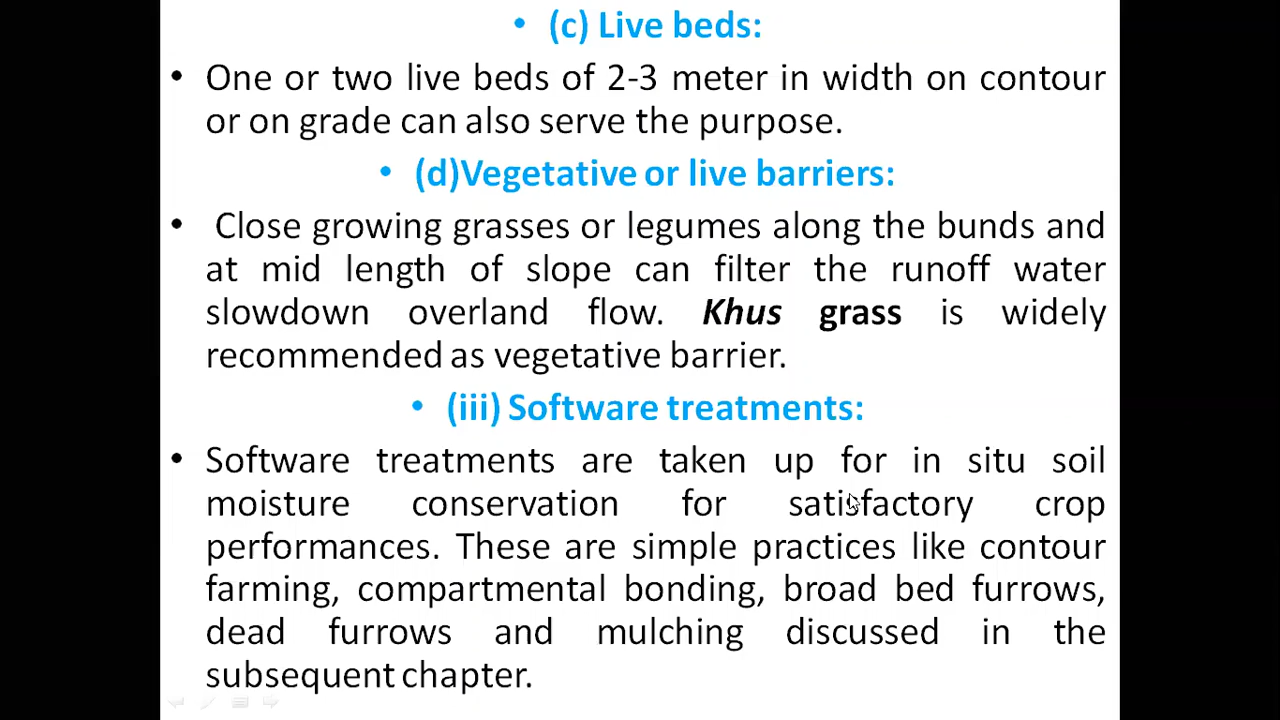 • (c) Live beds:
• One or two live beds of 2-3 meter in width on contour
or on grade can also serve the purpose.
• (d)Vegetative or live barriers:
• Close growing grasses or legumes along the bunds and
at mid length of slope can filter the runoff water
slowdown overland flow. Khus grass is widely
recommended as vegetative barrier.
• (iii) Software treatments:
• Software treatments are taken up for in situ soil
moisture conservation for satisfactory crop
performances. These are simple practices like contour
farming, compartmental bonding, broad bed furrows,
dead furrows and mulching discussed in the
subsequent chapter.